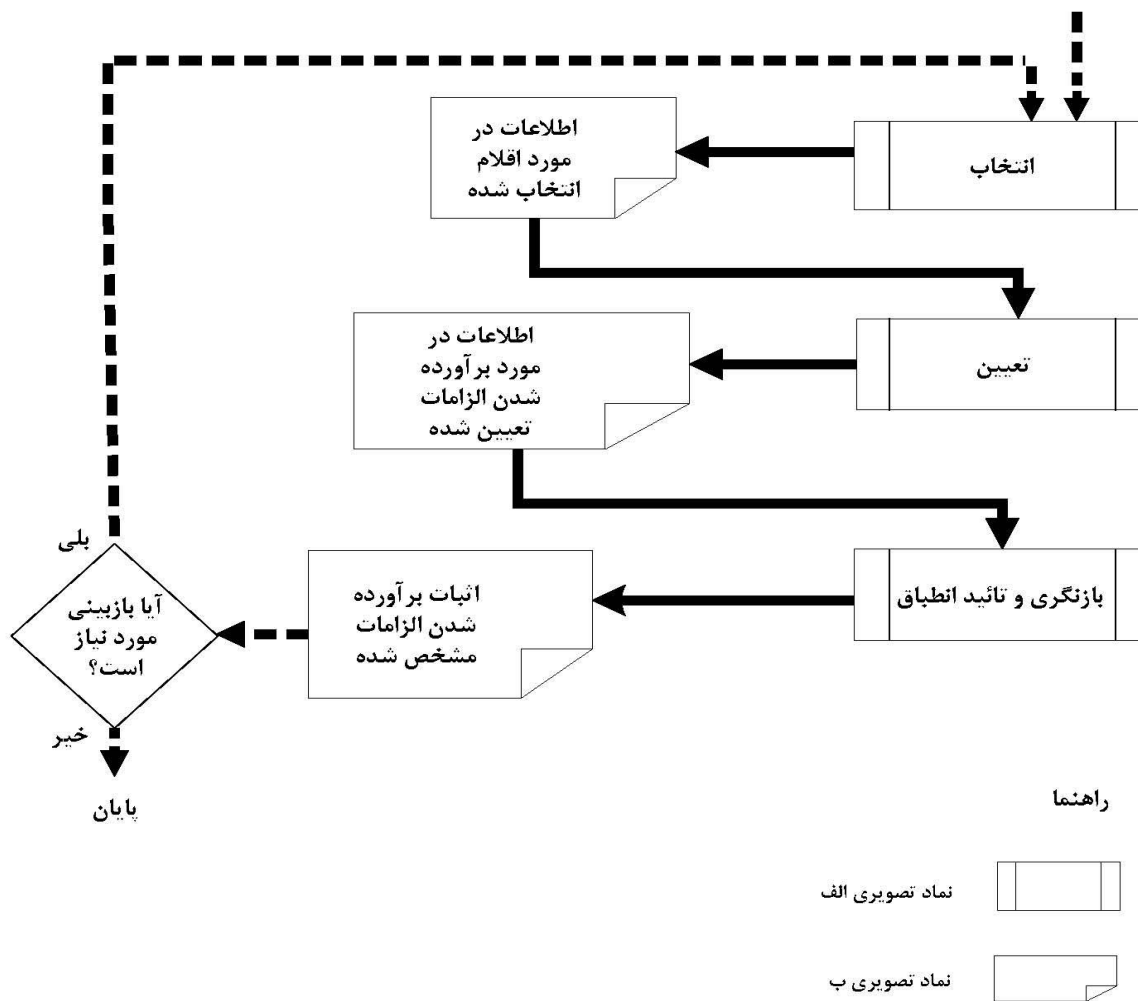 انتخاب
اطلاعات در
مورد اقلام
انتخاب شده
تعیین
اطلاعات در
مورد برآورده
شدن الزامات
تعیین شده
بازنگری و تائید انطباق
اثبات برآورده
شدن الزامات
مشخص شده
بلی
آیا بازبینی
مورد نیاز
است؟
خیر
پایان
راهنما
نماد تصویری الف
نماد تصویری ب